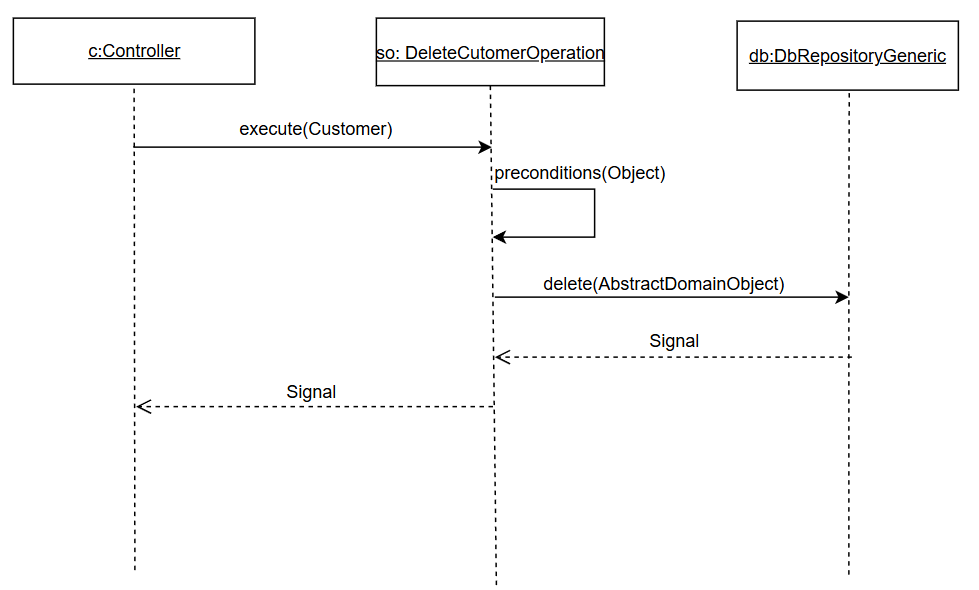 c:Controller
so: DeleteCutomerOperation
db:DbRepositoryGeneric
execute(Customer)
preconditions(Object)
delete(AbstractDomainObject)
Signal
Signal